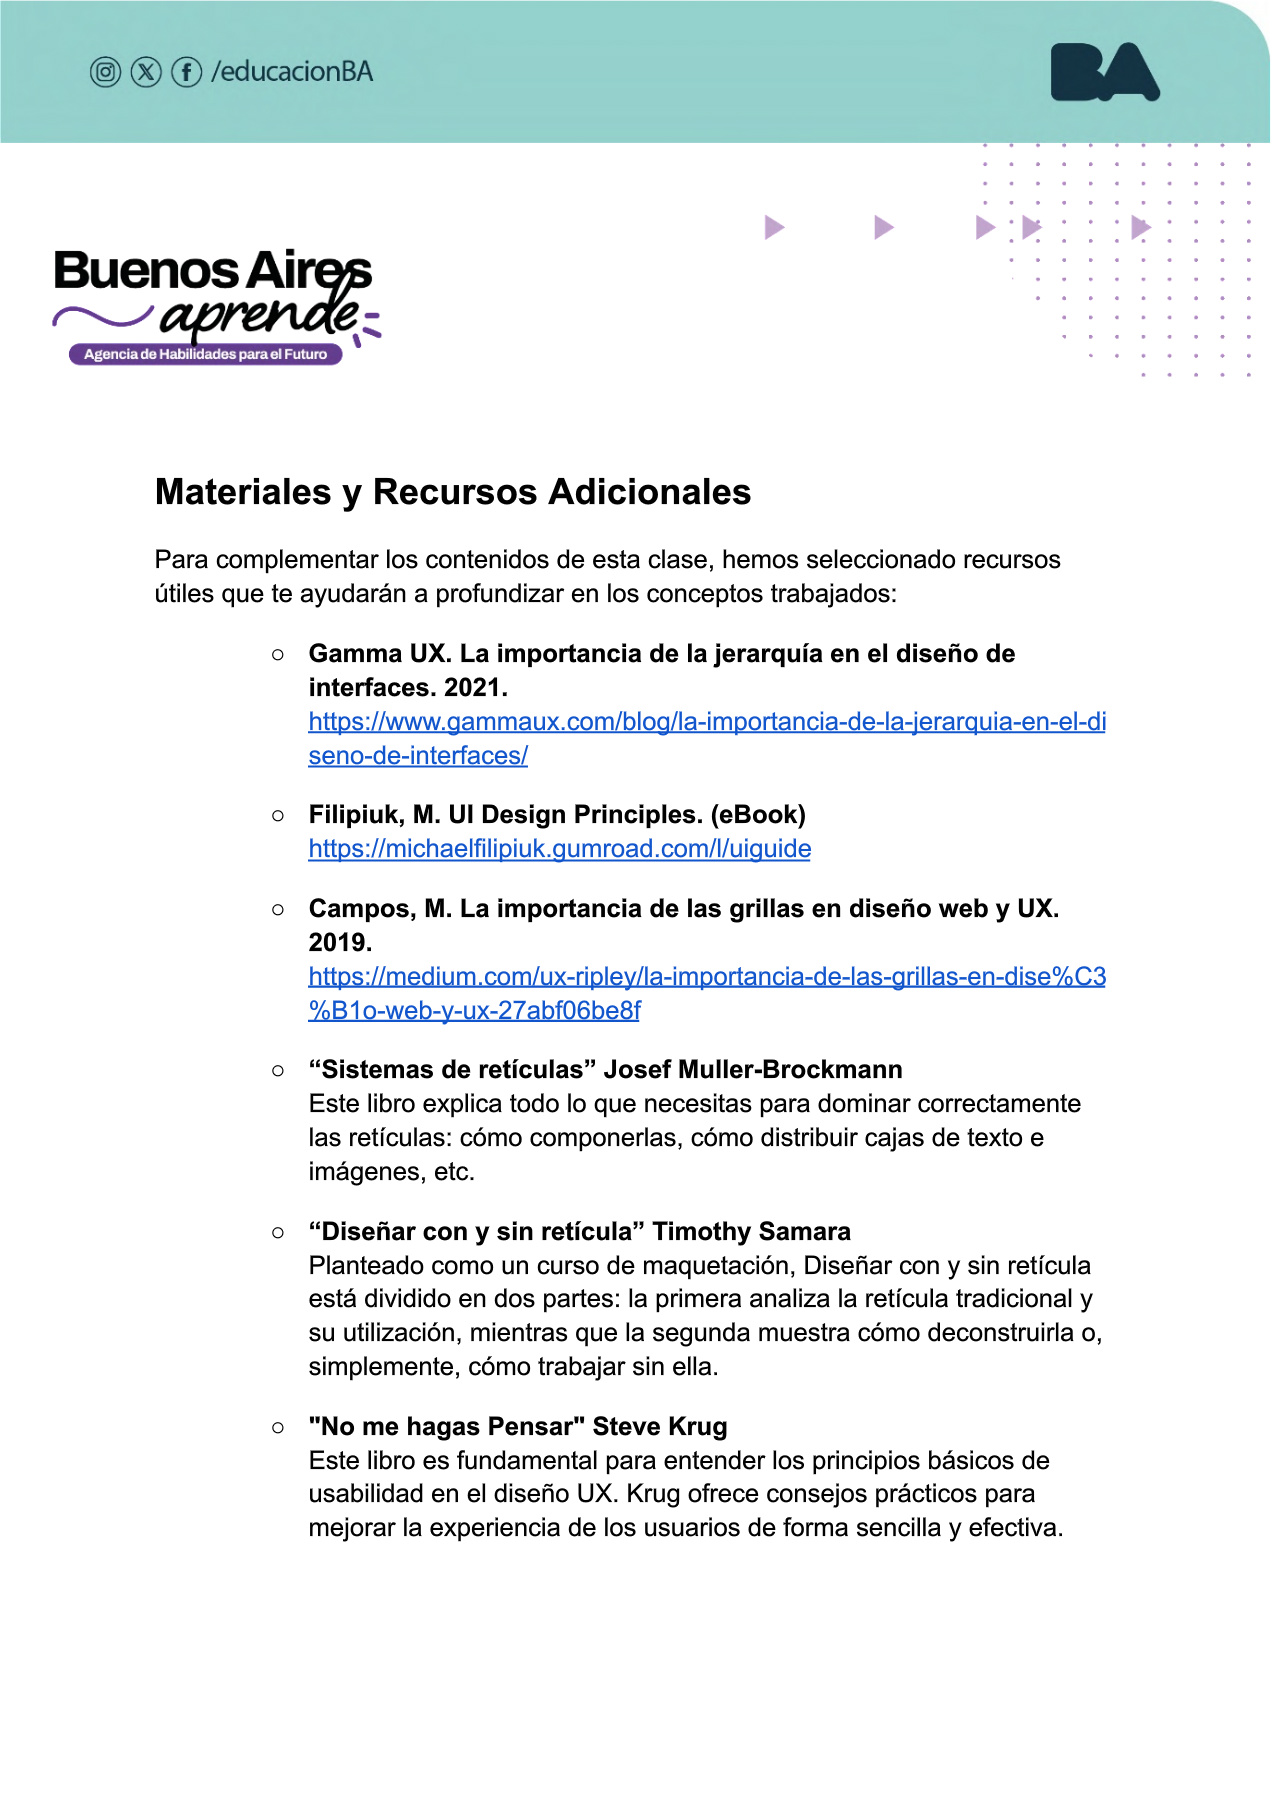 /educacionBA
BA
Buenos Aires
aprende
Agencia de Habilidades para el Futuro
Materiales y Recursos Adicionales
Para complementar los contenidos de esta clase, hemos seleccionado recursos
útiles que te ayudarán a profundizar en los conceptos trabajados:
○ Gamma UX. La importancia de la jerarquía en el diseño de
interfaces. 2021.
https://www.gammaux.com/blog/la-importancia-de-la-jerarquia-en-el-di
seno-de-interfaces/
○ Filipiuk, M. UI Design Principles. (eBook)
https://michaelfilipiuk.gumroad.com/l/uiguide
○ Campos, M. La importancia de las grillas en diseño web y UX.
2019.
https://medium.com/ux-ripley/la-importancia-de-las-grillas-en-dise%C3
%B1o-web-y-ux-27abf06be8f
○ “Sistemas de retículas” Josef Muller-Brockmann
Este libro explica todo lo que necesitas para dominar correctamente
las retículas: cómo componerlas, cómo distribuir cajas de texto e
imágenes, etc.
○ “Diseñar con y sin retícula” Timothy Samara
Planteado como un curso de maquetación, Diseñar con y sin retícula
está dividido en dos partes: la primera analiza la retícula tradicional y
su utilización, mientras que la segunda muestra cómo deconstruirla o,
simplemente, cómo trabajar sin ella.
○ "No me hagas Pensar" Steve Krug
Este libro es fundamental para entender los principios básicos de
usabilidad en el diseño UX. Krug ofrece consejos prácticos para
mejorar la experiencia de los usuarios de forma sencilla y efectiva.